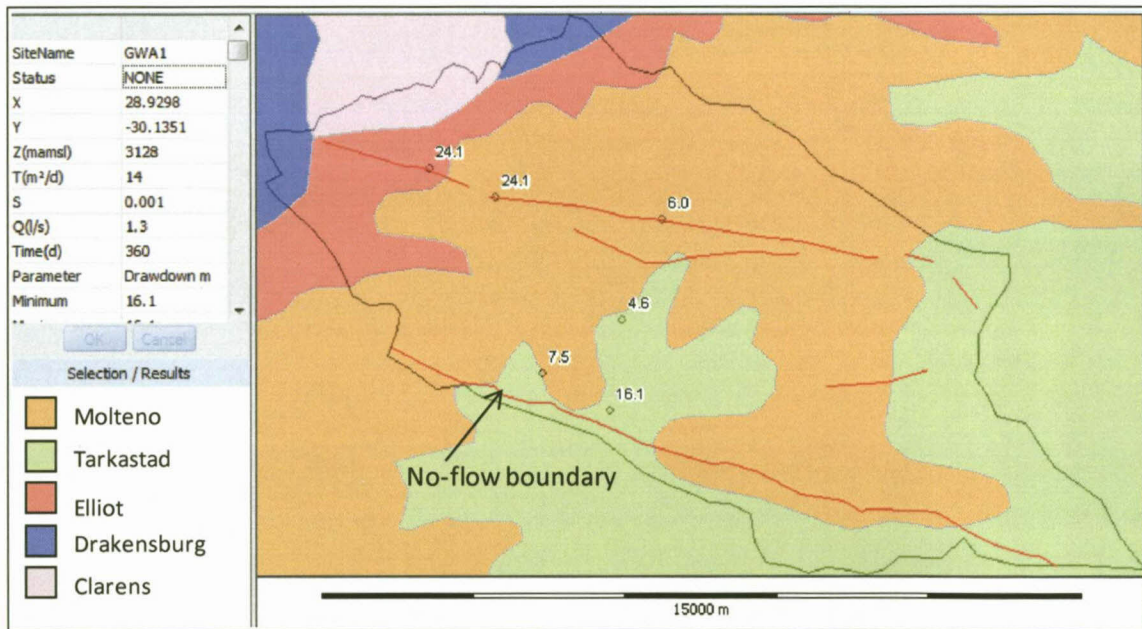 SiteName GWA1
Status NONE
X 28.9298
Y -30.1351
Z(mamsl) 3128
T(m²/d) 14
S 0.001
Q(l/s) 1.3
Time(d) 360
Parameter Drawdown m
Minimum 16.1
OK Cancel
Selection / Results
Molteno
Tarkastad
Elliot
Drakensburg
Clarens
24.1
24.1
6.0
4.6
7.5
16.1
No-flow boundary
15000 m